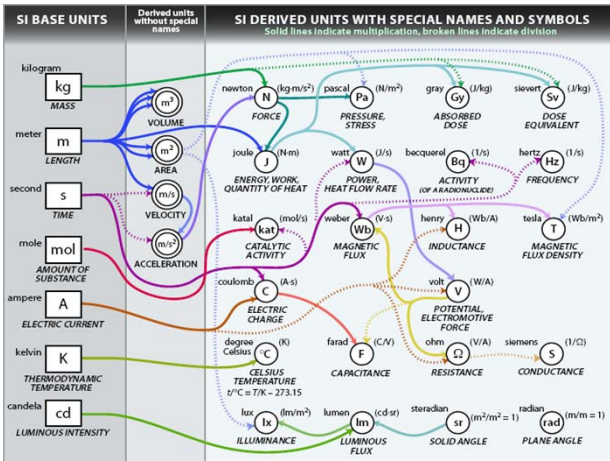 SI BASE UNITS
Derived units
without special
names
SI DERIVED UNITS WITH SPECIAL NAMES AND SYMBOLS
Solid lines indicate multiplication, broken lines indicate division
kilogram
kg
MASS
newton
N
(kg·m/s²)
FORCE
pascal
Pa
(N/m²)
PRESSURE,
STRESS
gray
Gy
(J/kg)
ABSORBED
DOSE
sievert
Sv
(J/kg)
DOSE
EQUIVALENT
m³
VOLUME
meter
m
LENGTH
m²
AREA
joule
J
(N·m)
ENERGY, WORK,
QUANTITY OF HEAT
watt
W
(J/s)
POWER,
HEAT FLOW RATE
becquerel
Bq
(1/s)
ACTIVITY
(OF A RADIONUCLIDE)
hertz
Hz
(1/s)
FREQUENCY
second
s
TIME
m/s
VELOCITY
katal
kat
(mol/s)
CATALYTIC
ACTIVITY
weber
Wb
(V·s)
MAGNETIC
FLUX
henry
H
(Wb/A)
INDUCTANCE
tesla
T
(Wb/m²)
MAGNETIC
FLUX DENSITY
mole
mol
AMOUNT OF
SUBSTANCE
m/s²
ACCELERATION
coulomb
C
(A·s)
ELECTRIC
CHARGE
volt
V
(W/A)
POTENTIAL,
ELECTROMOTIVE
FORCE
ampere
A
ELECTRIC CURRENT
kelvin
K
THERMODYNAMIC
TEMPERATURE
degree
Celsius
°C
(K)
CELSIUS
TEMPERATURE
t/°C = T/K – 273.15
farad
F
(C/V)
CAPACITANCE
ohm
Ω
(V/A)
RESISTANCE
siemens
S
(1/Ω)
CONDUCTANCE
candela
cd
LUMINOUS INTENSITY
lux
lx
(lm/m²)
ILLUMINANCE
lumen
lm
(cd·sr)
LUMINOUS
FLUX
steradian
sr
(m²/m² = 1)
SOLID ANGLE
radian
rad
(m/m = 1)
PLANE ANGLE